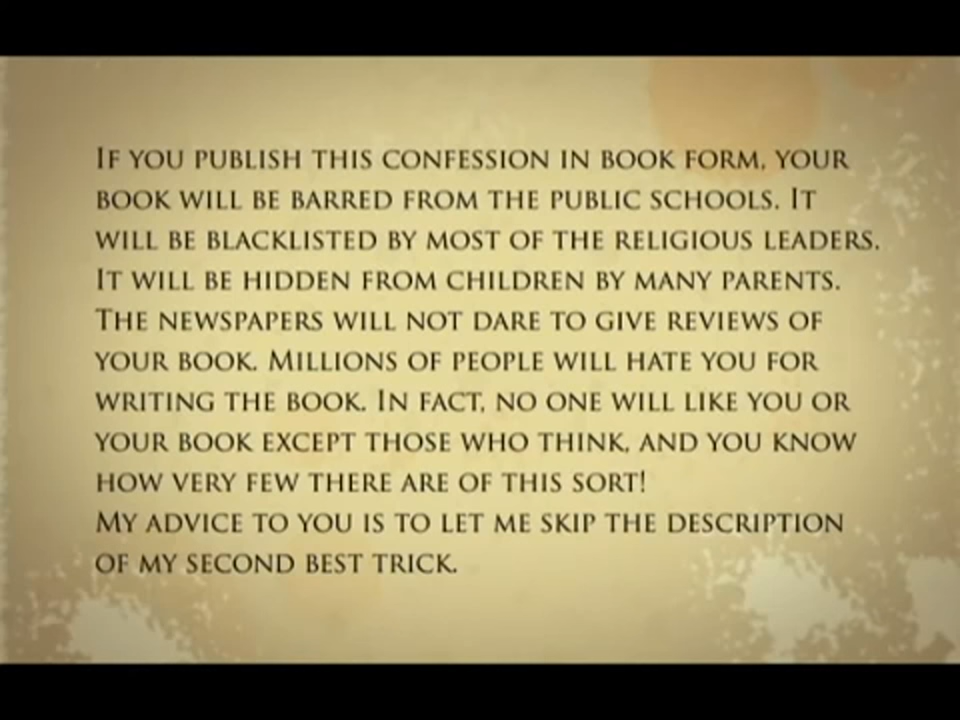 If you publish this confession in book form, your
book will be barred from the public schools. It
will be blacklisted by most of the religious leaders.
It will be hidden from children by many parents.
The newspapers will not dare to give reviews of
your book. Millions of people will hate you for
writing the book. In fact, no one will like you or
your book except those who think, and you know
how very few there are of this sort!
My advice to you is to let me skip the description
of my second best trick.